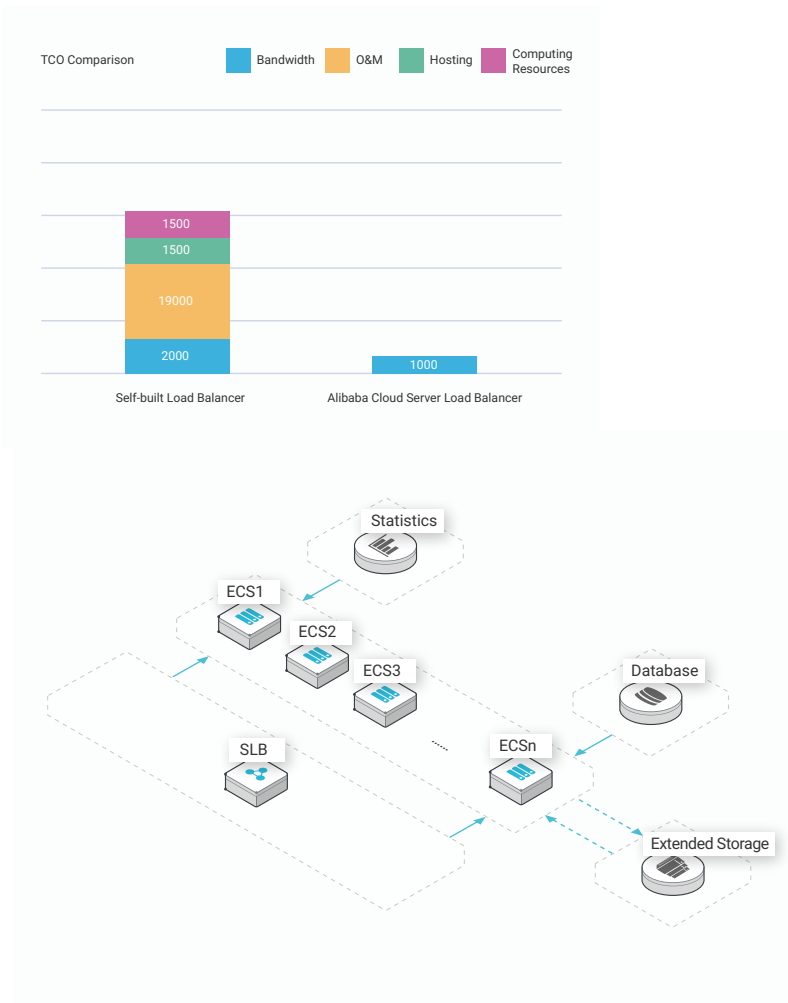 TCO Comparison
Bandwidth
O&M
Hosting
Computing
Resources
1500
1500
19000
2000
1000
Self-built Load Balancer
Alibaba Cloud Server Load Balancer
Statistics
ECS1
ECS2
ECS3
Database
SLB
ECSn
Extended Storage